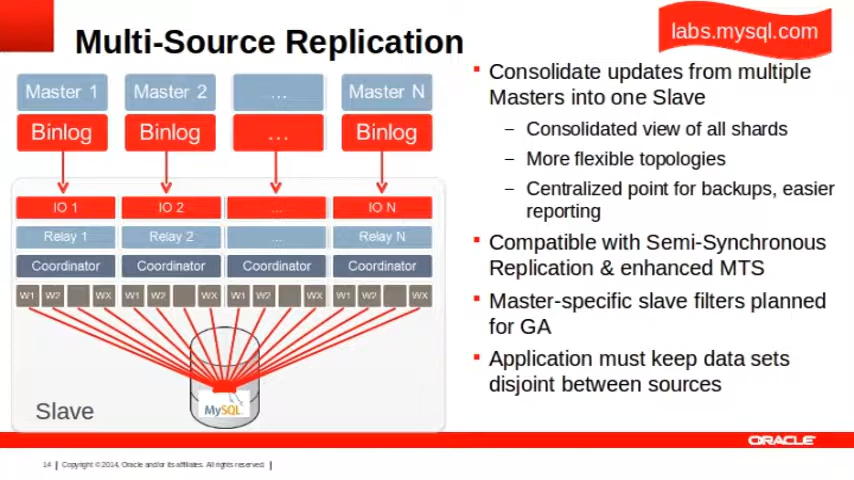 labs.mysql.com
Multi-Source Replication
Master 1 Master 2 ... Master N
Binlog Binlog ... Binlog
IO 1 IO 2 ... IO N
Relay 1 Relay 2 ... Relay N
Coordinator Coordinator Coordinator Coordinator
W1 W2 WX W1 W2 WX W1 W2 WX W1 W2 WX
MySQL
Slave
Consolidate updates from multiple
Masters into one Slave
– Consolidated view of all shards
– More flexible topologies
– Centralized point for backups, easier
reporting
Compatible with Semi-Synchronous
Replication & enhanced MTS
Master-specific slave filters planned
for GA
Application must keep data sets
disjoint between sources
ORACLE
14 | Copyright © 2014, Oracle and/or its affiliates. All rights reserved. |